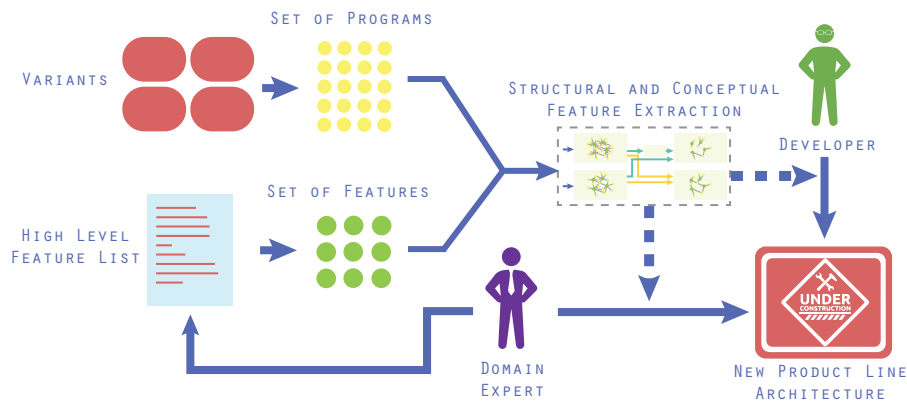 Set of Programs
Variants
Structural and Conceptual
Feature Extraction
Developer
Set of Features
High Level
Feature List
UNDER
CONSTRUCTION
Domain
Expert
New Product Line
Architecture